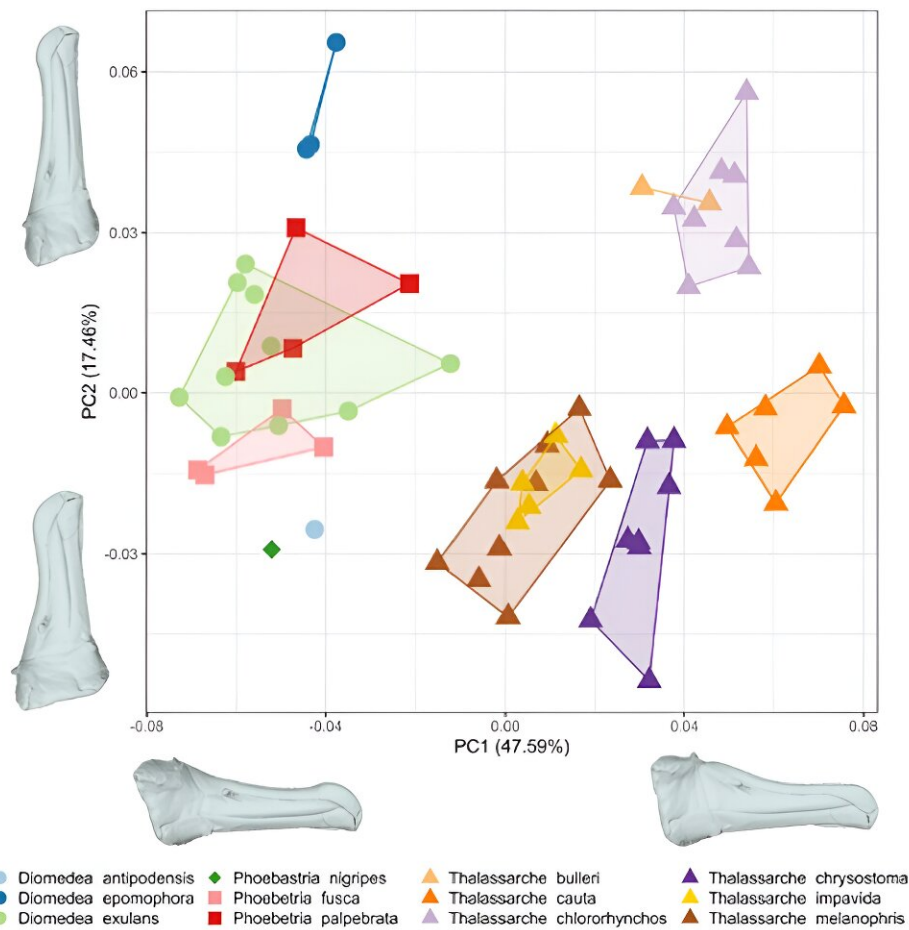 0.06
0.03
0.00
-0.03
PC2 (17.46%)
-0.08 -0.04 0.00 0.04 0.08
PC1 (47.59%)
Diomedea antipodensis Phoebastria nigripes Thalassarche bulleri Thalassarche chrysostoma
Diomedea epomophora Phoebetria fusca Thalassarche cauta Thalassarche impavida
Diomedea exulans Phoebetria palpebrata Thalassarche chlororhynchos Thalassarche melanophris